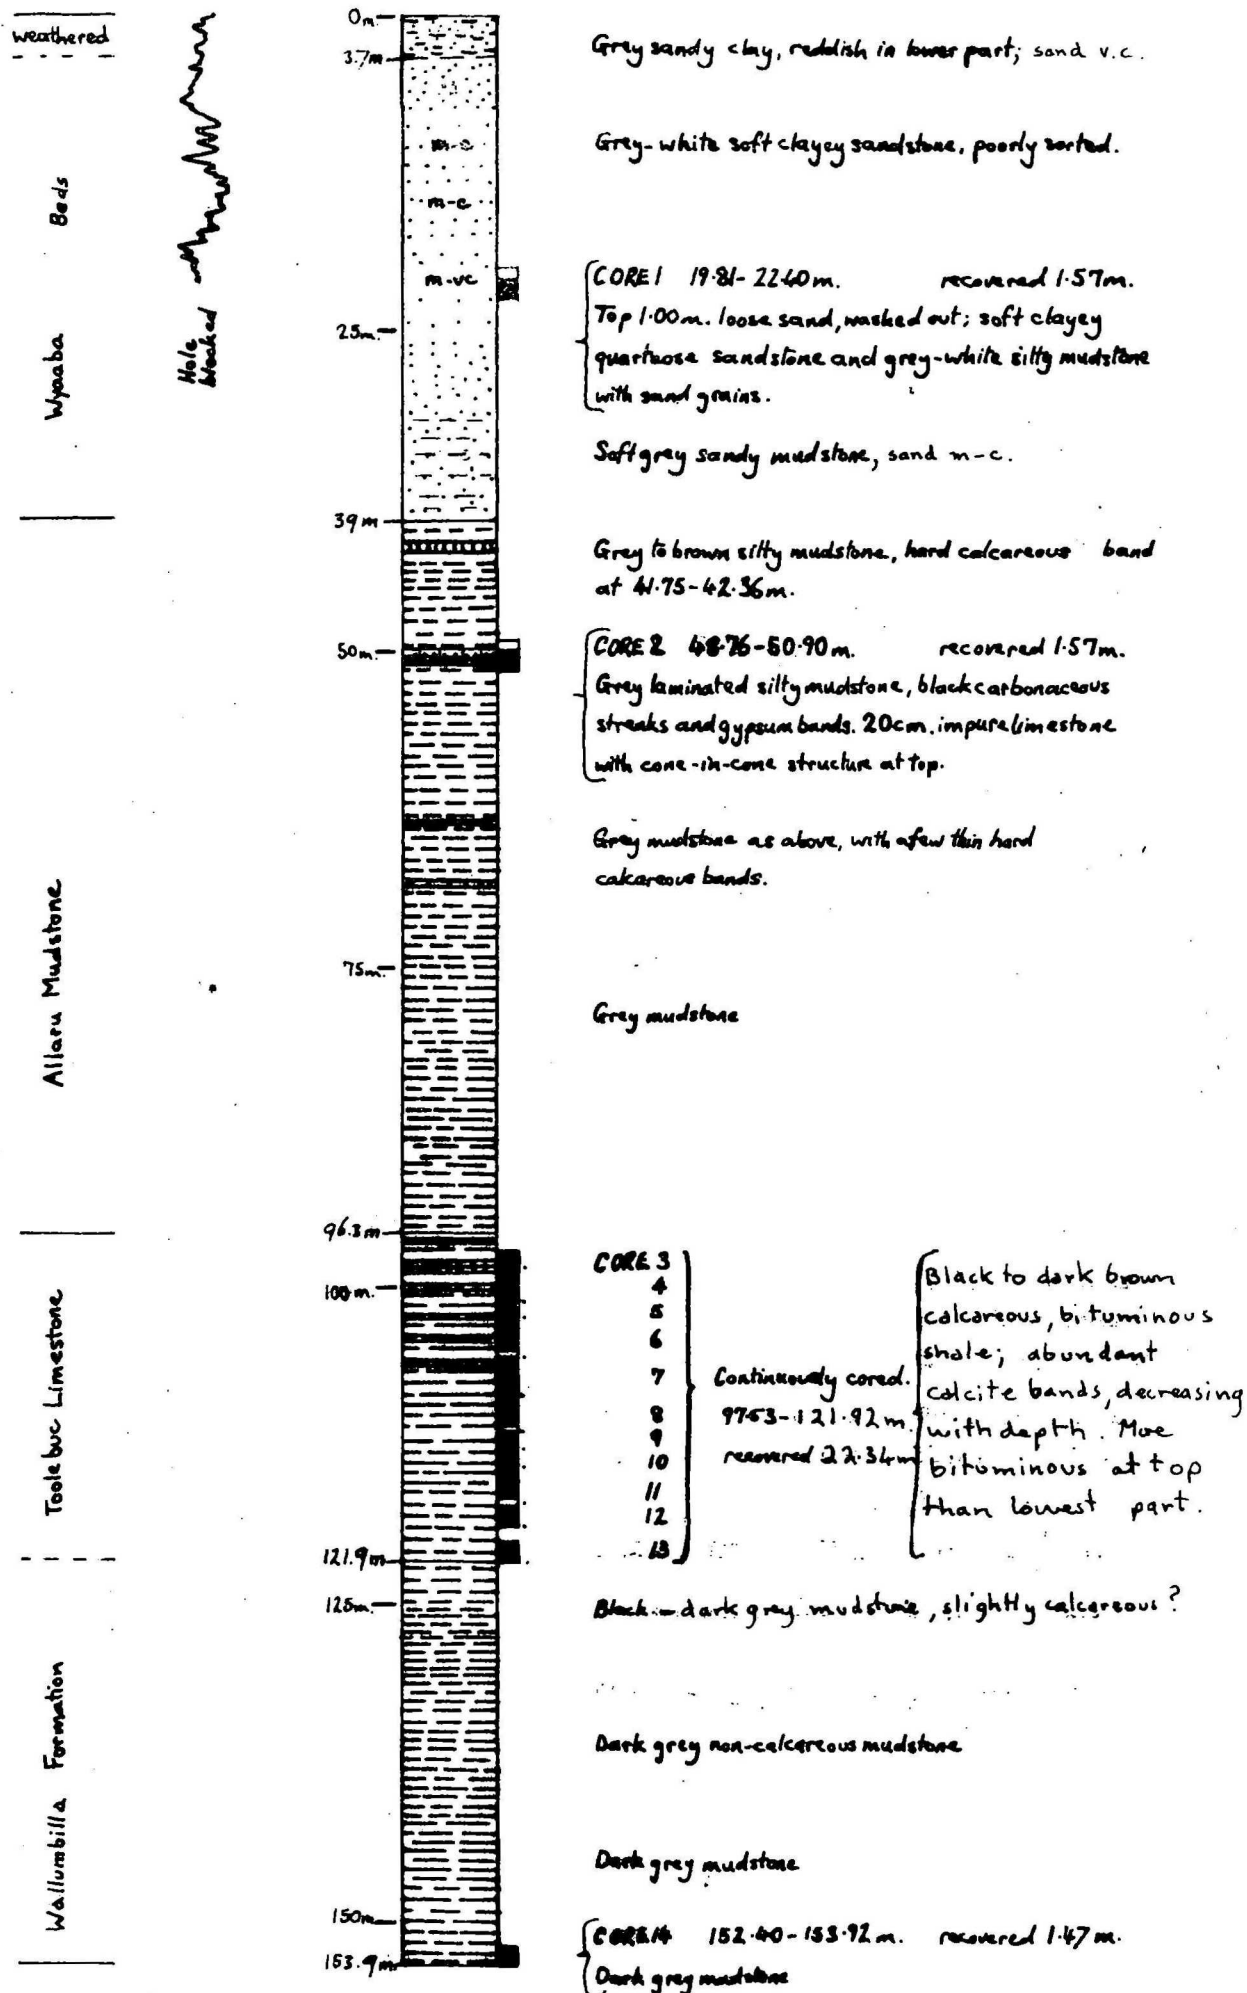 0m
weathered
3.7m
Grey sandy clay, reddish in lower part; sand v.c.
m-c
Grey-white soft clayey sandstone, poorly sorted.
m-c
Wyaaba Beds
Hole blocked
m-vc
CORE 1 19.81-22.40m. recovered 1.57m.
Top 1.00m. loose sand, washed out; soft clayey
quartzose sandstone and grey-white silty mudstone
with sand grains.
25m.
Soft grey sandy mudstone, sand m-c.
39m
Grey to brown silty mudstone, hard calcareous band
at 41.75-42.36m.
50m.
CORE 2 48.76-50.90m. recovered 1.57m.
Grey laminated silty mudstone, black carbonaceous
streaks and gypsum bands. 20cm. impure limestone
with cone-in-cone structure at top.
Grey mudstone as above, with a few thin hard
calcareous bands.
Allaru Mudstone
75m.
Grey mudstone
96.3m
Toolebuc Limestone
100m.
CORE 3
4
5
6
7
8
9
10
11
12
13
Continuously cored.
97.53-121.92m.
recovered 22.34m
Black to dark brown
calcareous, bituminous
shale; abundant
calcite bands, decreasing
with depth. Moe
bituminous at top
than lowest part.
121.9m
125m.
Black - dark grey mudstone, slightly calcareous?
Wallumbilla Formation
Dark grey non-calcareous mudstone
Dark grey mudstone
150m
CORE 14 152.40-153.92m. recovered 1.47m.
Dark grey mudstone
153.9m.